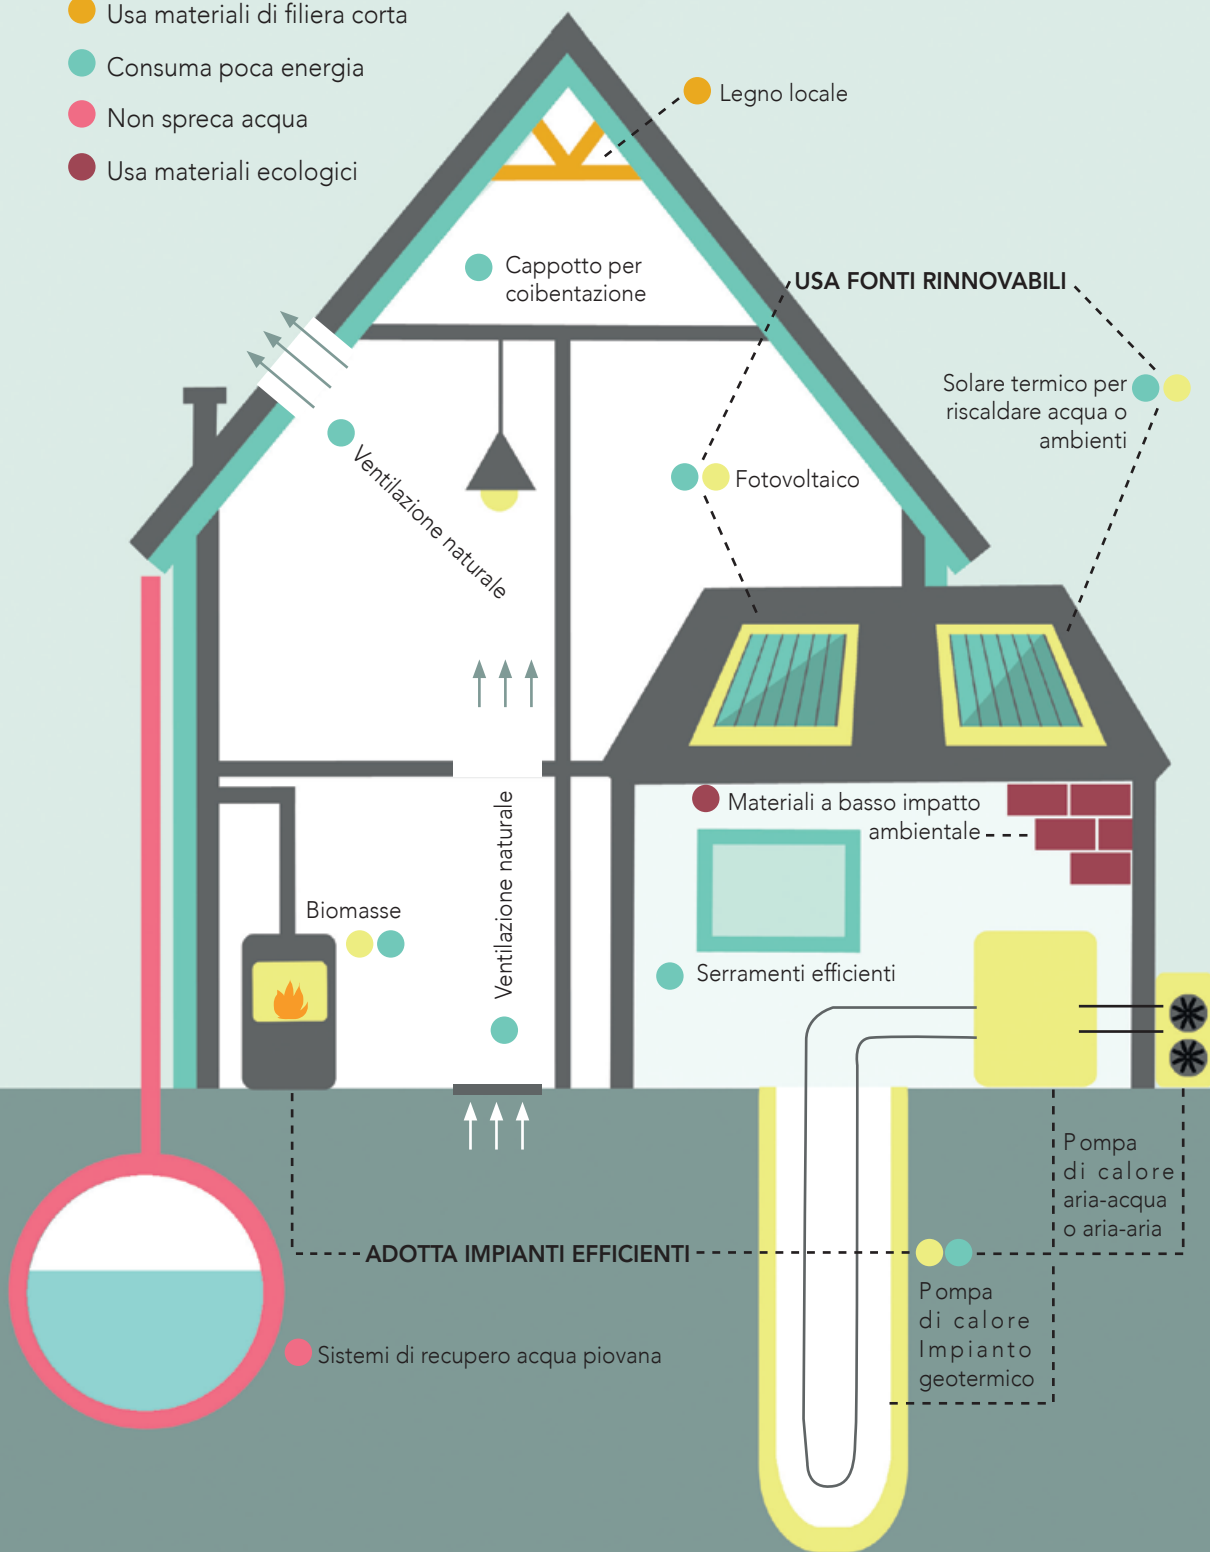 Usa materiali di filiera corta
Consuma poca energia
Non spreca acqua
Usa materiali ecologici
Legno locale
Cappotto per
coibentazione
USA FONTI RINNOVABILI
Solare termico per
riscaldare acqua o
ambienti
Ventilazione naturale
Fotovoltaico
Materiali a basso impatto
ambientale
Biomasse
Ventilazione naturale
Serramenti efficienti
Pompa
di calore
aria-acqua
o aria-aria
ADOTTA IMPIANTI EFFICIENTI
Pompa
di calore
Impianto
geotermico
Sistemi di recupero acqua piovana